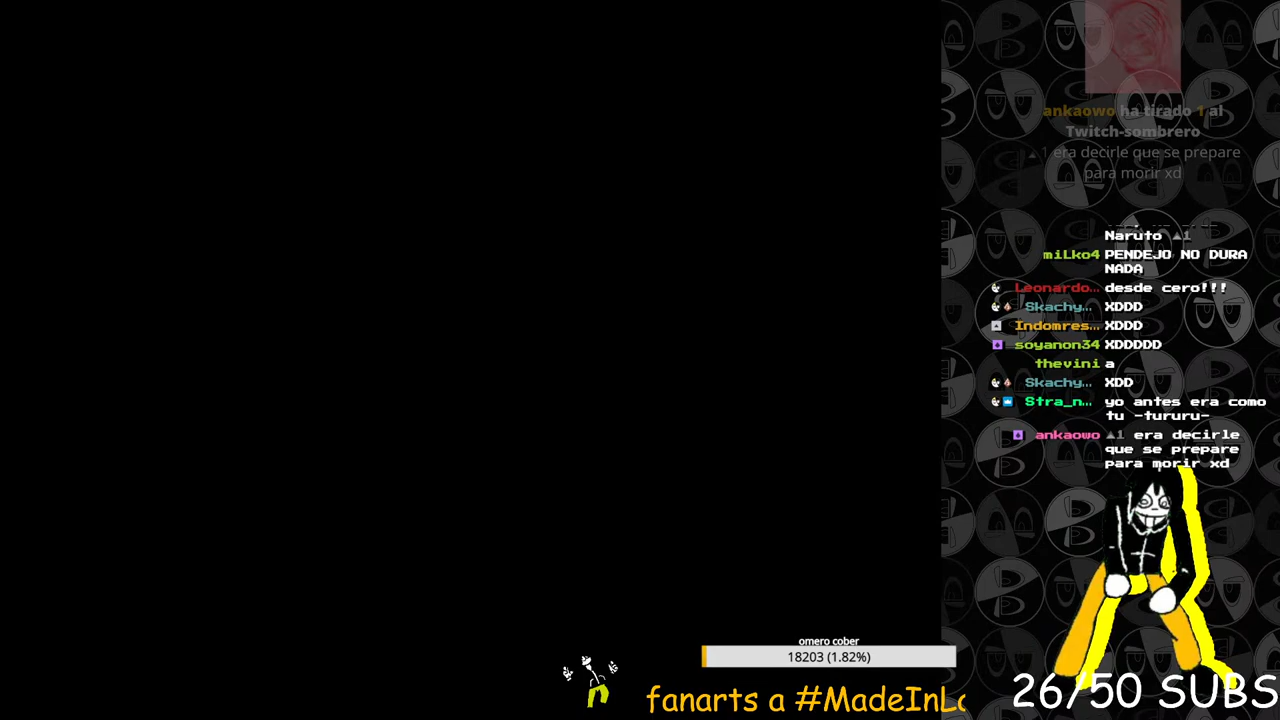 ankaowo ha tirado 1 al
Twitch-sombrero
▲ 1 era decirle que se prepare
para morir xd
Naruto ▲1
miLko4 PENDEJO NO DURA
NADA
Leonardo... desde cero!!!
Skachy... XDDD
Indomres... XDDD
soyanon34 XDDDDD
thevini a
Skachy... XDD
Stra_n... yo antes era como
tu -tururu-
ankaowo ▲1 era decirle
que se prepare
para morir xd
omero cober
18203 (1.82%)
fanarts a #MadeInLa
26/50 SUBS